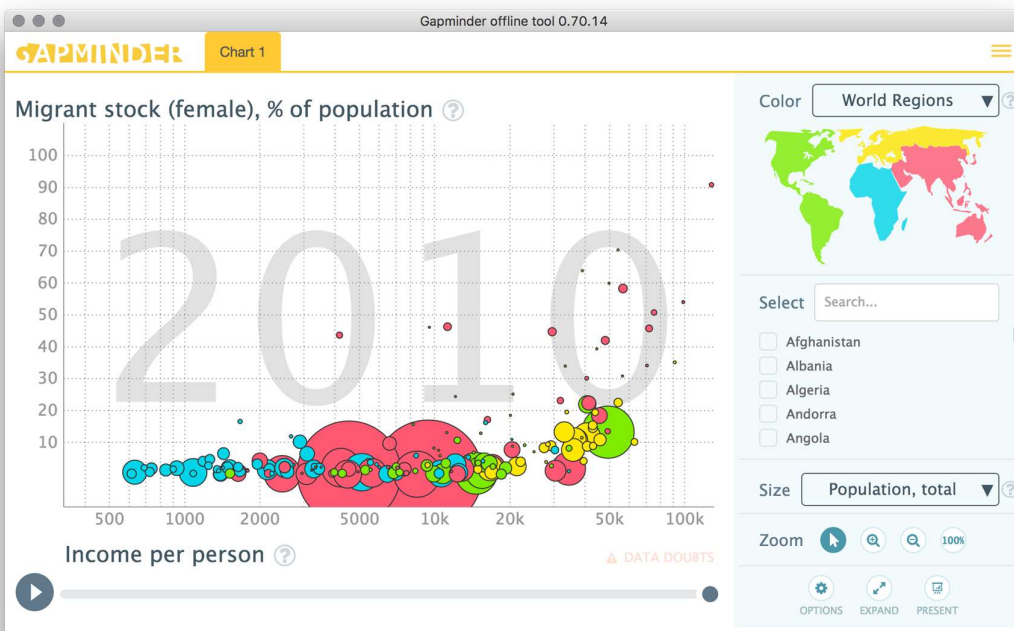 Gapminder offline tool 0.70.14
GAPMINDER
Chart 1
Migrant stock (female), % of population ?
2010
100
90
80
70
60
50
40
30
20
10
500 1000 2000 5000 10k 20k 50k 100k
Income per person ?
DATA DOUBTS
Color World Regions ▼ ?
Select Search...
Afghanistan
Albania
Algeria
Andorra
Angola
Size Population, total ▼ ?
Zoom 100%
OPTIONS EXPAND PRESENT